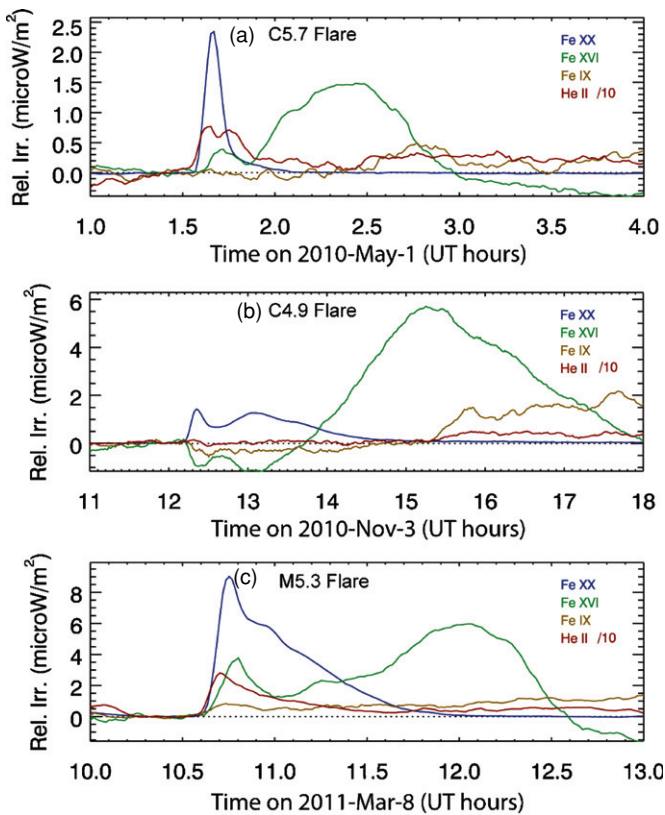 (a) C5.7 Flare
Fe XX
Fe XVI
Fe IX
He II /10
Rel. Irr. (microW/m²)
2.5
2.0
1.5
1.0
0.5
0.0
1.0 1.5 2.0 2.5 3.0 3.5 4.0
Time on 2010-May-1 (UT hours)
(b) C4.9 Flare
Fe XX
Fe XVI
Fe IX
He II /10
Rel. Irr. (microW/m²)
6
4
2
0
11 12 13 14 15 16 17 18
Time on 2010-Nov-3 (UT hours)
(c) M5.3 Flare
Fe XX
Fe XVI
Fe IX
He II /10
Rel. Irr. (microW/m²)
8
6
4
2
0
10.0 10.5 11.0 11.5 12.0 12.5 13.0
Time on 2011-Mar-8 (UT hours)